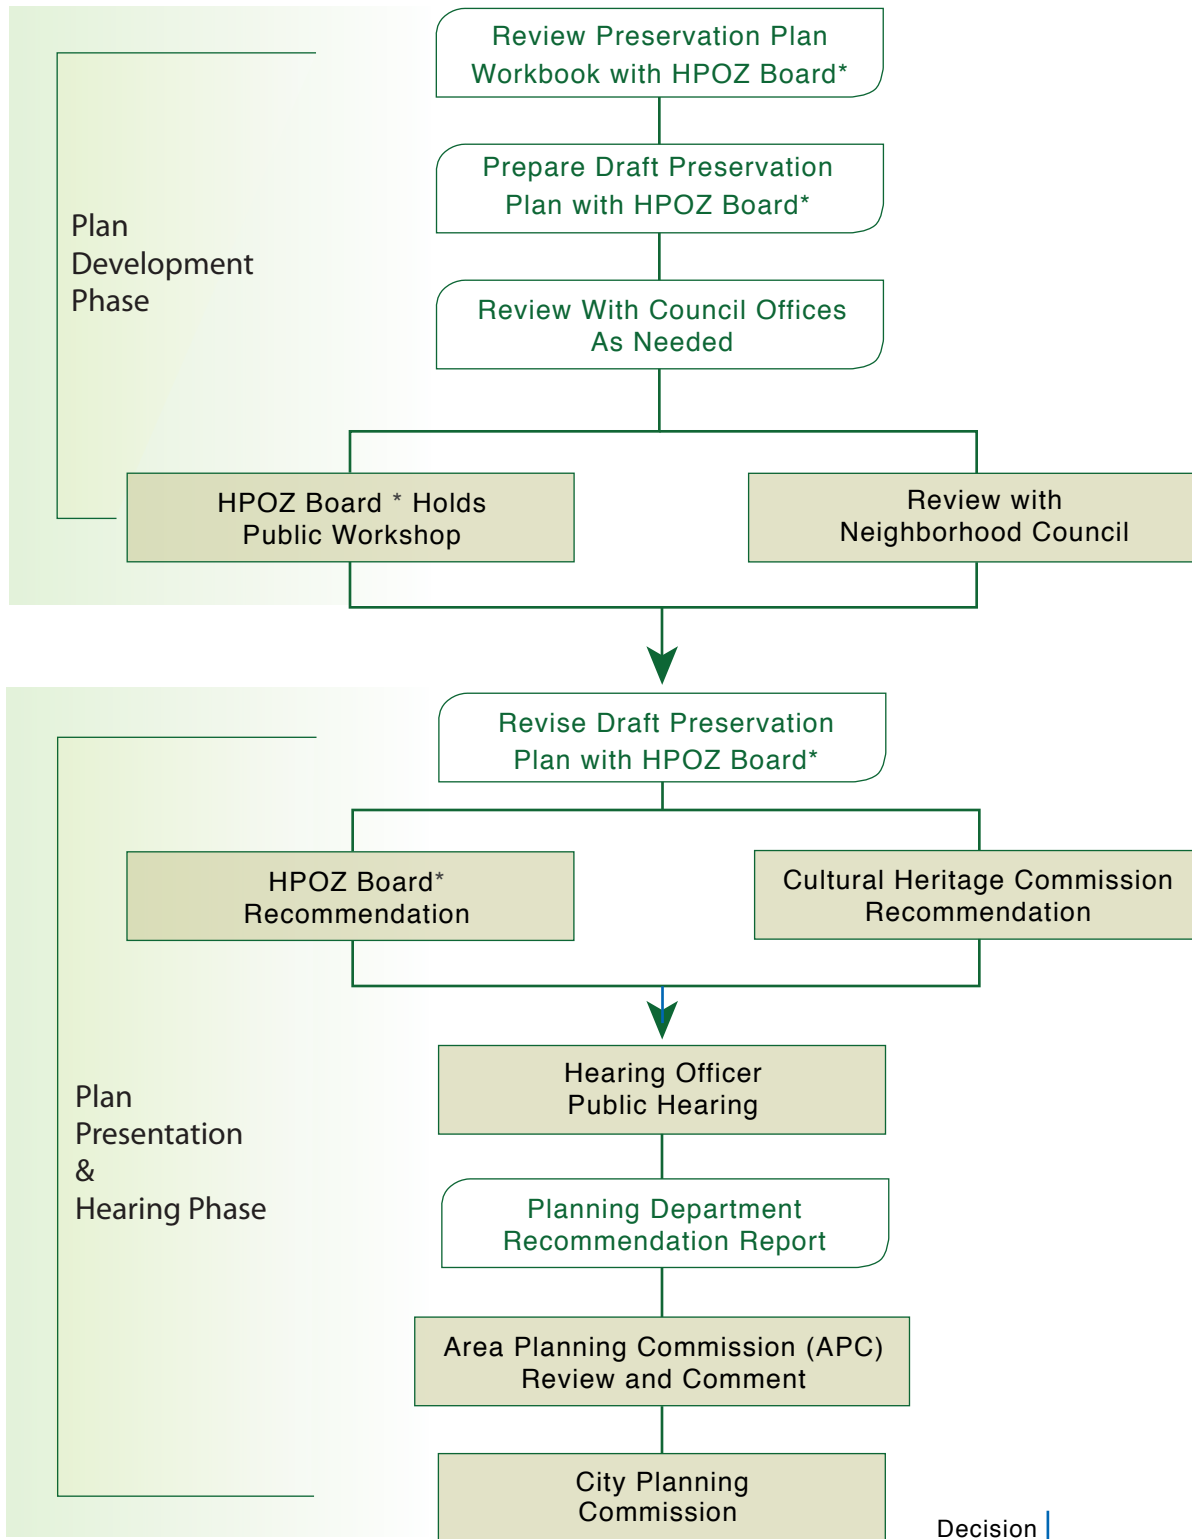 Review Preservation Plan
Workbook with HPOZ Board*
Prepare Draft Preservation
Plan with HPOZ Board*
Plan
Development
Phase
Review With Council Offices
As Needed
HPOZ Board * Holds
Public Workshop
Review with
Neighborhood Council
Revise Draft Preservation
Plan with HPOZ Board*
HPOZ Board*
Recommendation
Cultural Heritage Commission
Recommendation
Hearing Officer
Public Hearing
Plan
Presentation
&
Hearing Phase
Planning Department
Recommendation Report
Area Planning Commission (APC)
Review and Comment
City Planning
Commission
Decision